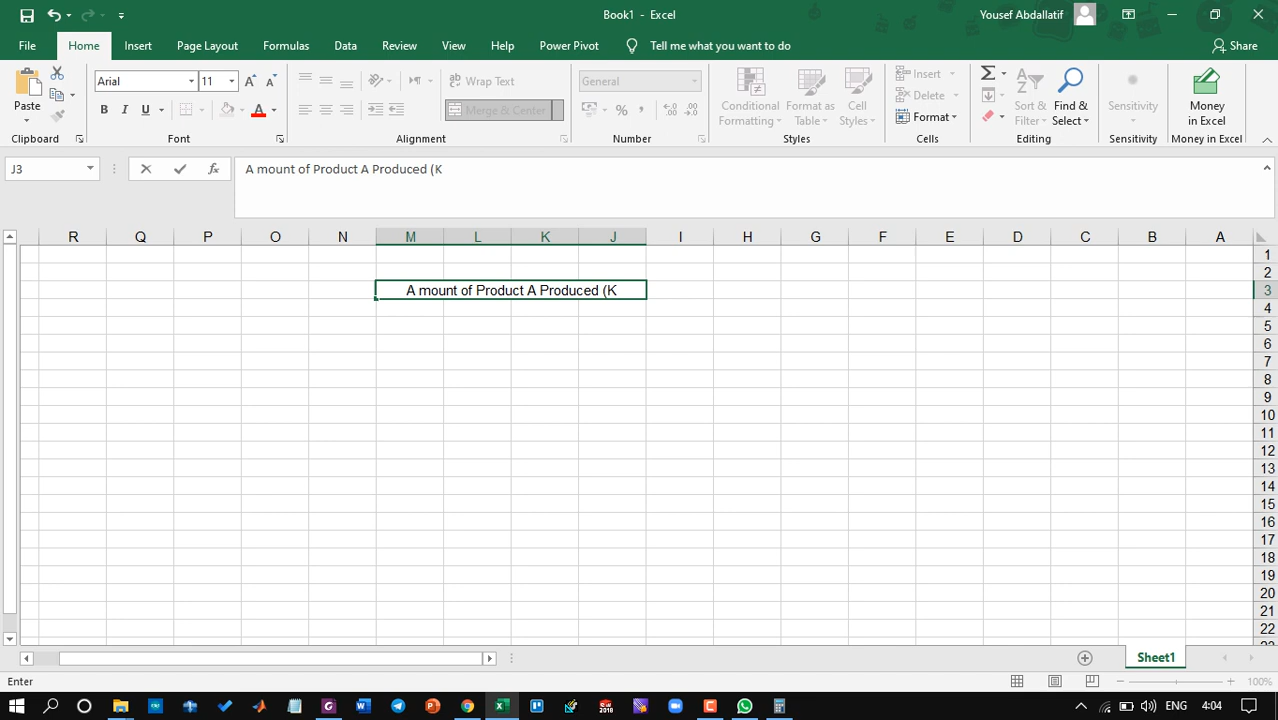 Book1 - Excel
Yousef Abdallatif
File Home Insert Page Layout Formulas Data Review View Help Power Pivot Tell me what you want to do Share
Paste
Arial 11
B I U A
Wrap Text
Merge & Center
General
% ,
Conditional Formatting
Format as Table
Cell Styles
Insert
Delete
Format
Sort & Filter
Find & Select
Sensitivity
Money in Excel
Clipboard Font Alignment Number Styles Cells Editing Sensitivity Money in Excel
J3 fx A mount of Product A Produced (K
R Q P O N M L K J I H G F E D C B A
1
2
A mount of Product A Produced (K 3
4
5
6
7
8
9
10
11
12
13
14
15
16
17
18
19
20
21
22
Sheet1
Enter 100%
ENG 4:04